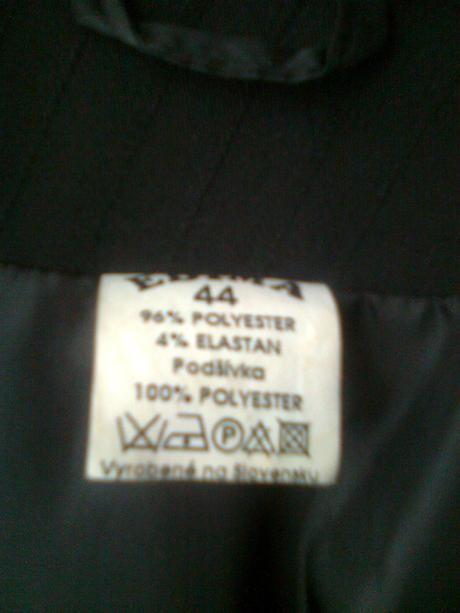 44
96% POLYESTER
4% ELASTAN
Podšívka
100% POLYESTER
P
Vyrobené na Slovensku